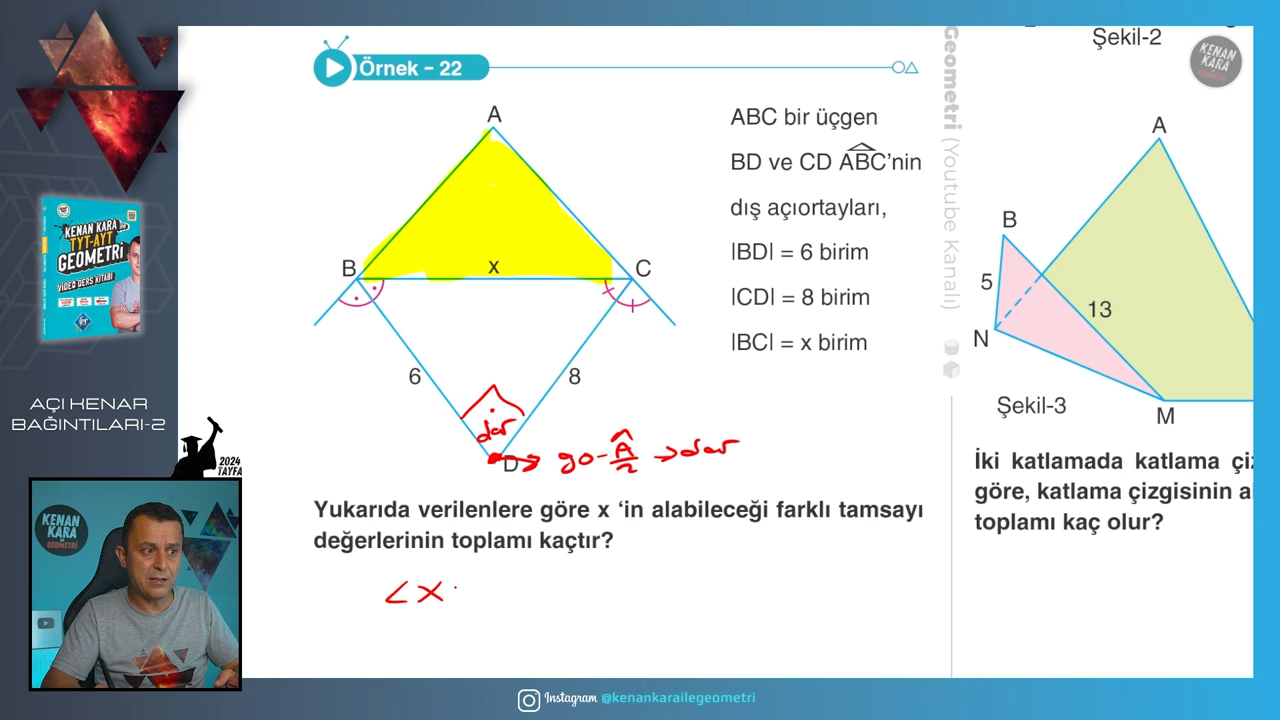 KENAN KARA
TYT-AYT
GEOMETRİ
VİDEO DERS KİTABI
AÇI KENAR
BAĞINTILARI-2
2024
TAYFA
KENAN
KARA
GEOMETRİ
Örnek – 22
A
B
x
C
6
8
dar
D
90-Â/2 → dar
ABC bir üçgen
BD ve CD ABC'nin
dış açıortayları,
|BD| = 6 birim
|CD| = 8 birim
|BC| = x birim
Yukarıda verilenlere göre x 'in alabileceği farklı tamsayı
değerlerinin toplamı kaçtır?
< x
Geometri (Youtube Kanalı)
Şekil-2
KENAN
KARA
GEOMETRİ
A
B
5
13
N
Şekil-3
M
İki katlamada katlama
göre, katlama çizgisinin
toplamı kaç olur?
Instagram @kenankarailegeometri